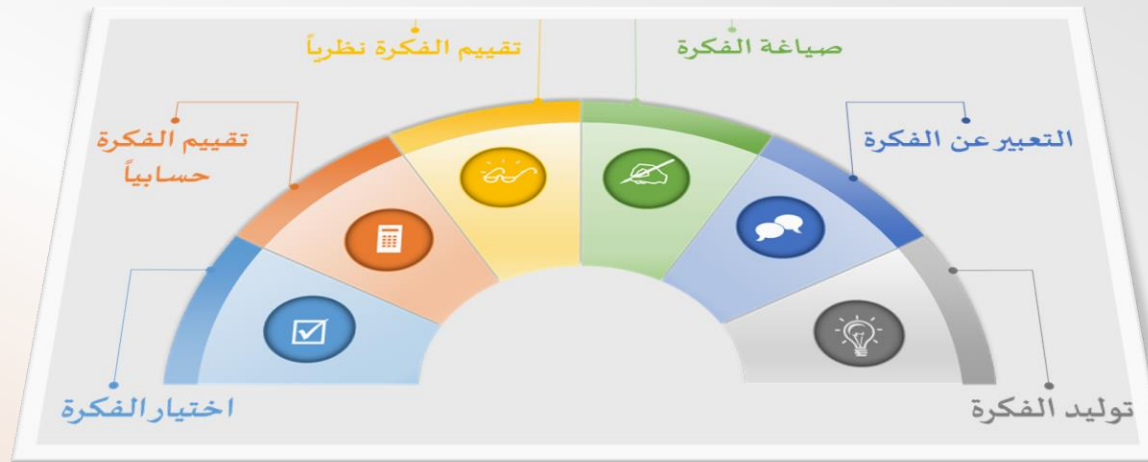 توليد الفكرة
التعبير عن الفكرة
صياغة الفكرة
تقييم الفكرة نظرياً
تقييم الفكرة
حسابياً
اختيار الفكرة